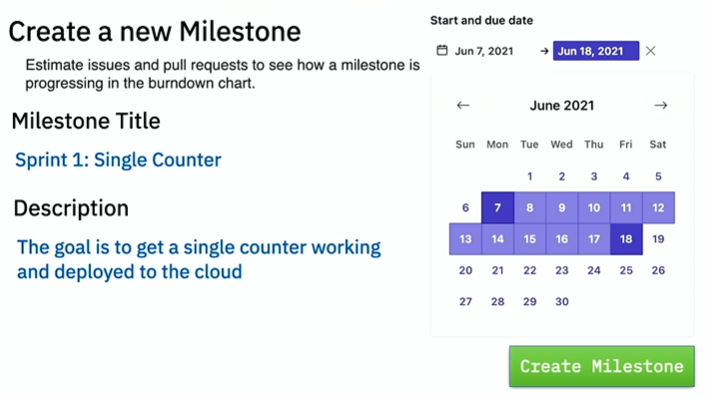 Create a new Milestone
Estimate issues and pull requests to see how a milestone is
progressing in the burndown chart.
Milestone Title
Sprint 1: Single Counter
Description
The goal is to get a single counter working
and deployed to the cloud
Start and due date
Jun 7, 2021 → Jun 18, 2021 ×
← June 2021 →
Sun Mon Tue Wed Thu Fri Sat
1 2 3 4 5
6 7 8 9 10 11 12
13 14 15 16 17 18 19
20 21 22 23 24 25 26
27 28 29 30
Create Milestone